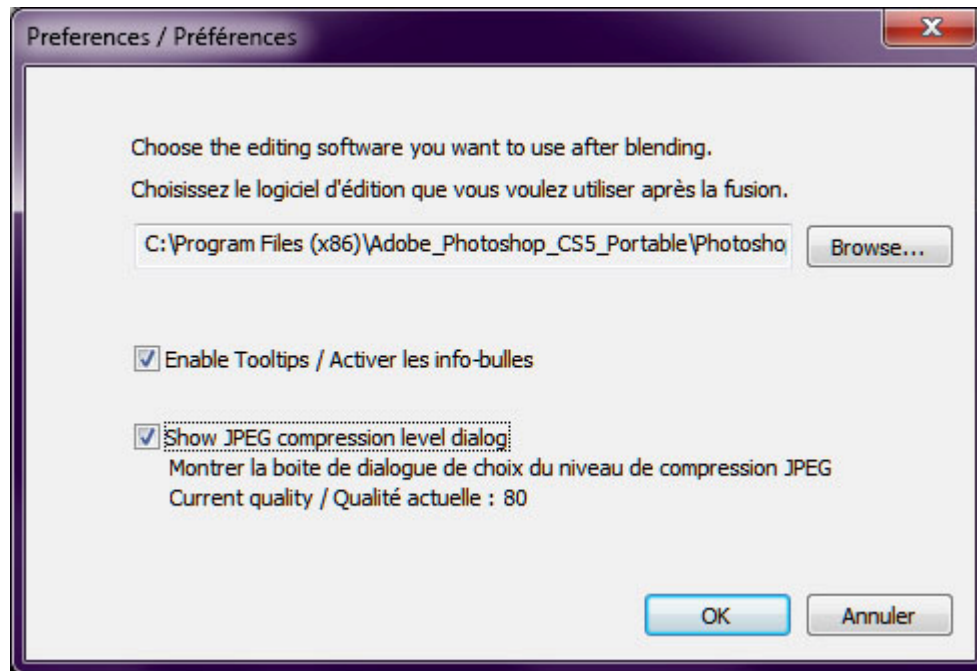 Preferences / Préférences
Choose the editing software you want to use after blending.
Choisissez le logiciel d'édition que vous voulez utiliser après la fusion.
C:\Program Files (x86)\Adobe_Photoshop_CS5_Portable\Photosho
Browse...
Enable Tooltips / Activer les info-bulles
Show JPEG compression level dialog
Montrer la boite de dialogue de choix du niveau de compression JPEG
Current quality / Qualité actuelle : 80
OK Annuler